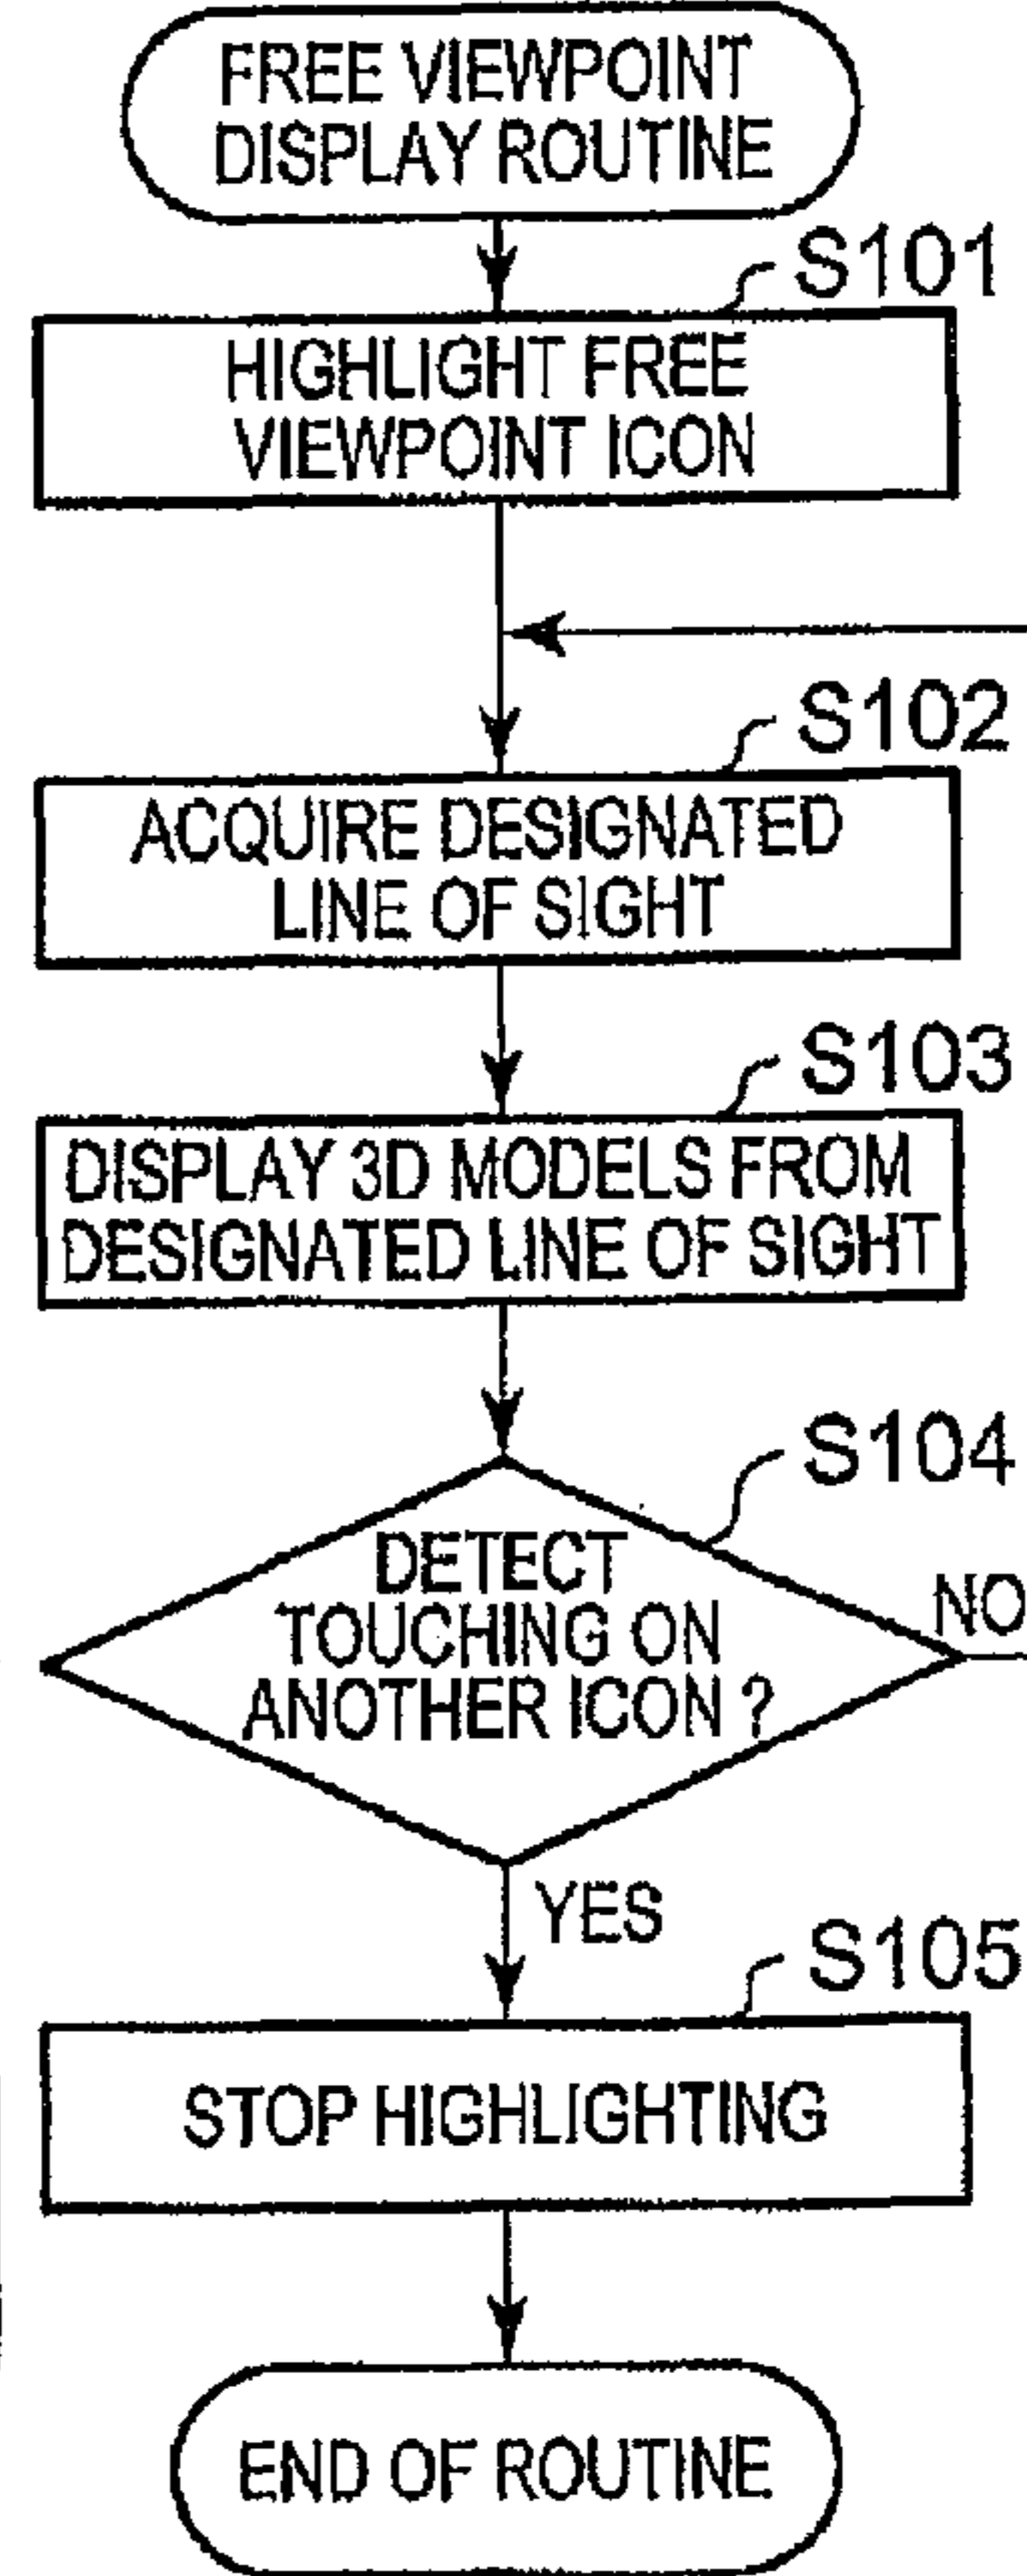 FREE VIEWPOINT
DISPLAY ROUTINE
S101
HIGHLIGHT FREE
VIEWPOINT ICON
S102
ACQUIRE DESIGNATED
LINE OF SIGHT
S103
DISPLAY 3D MODELS FROM
DESIGNATED LINE OF SIGHT
S104
DETECT
TOUCHING ON
ANOTHER ICON ?
NO
YES
S105
STOP HIGHLIGHTING
END OF ROUTINE